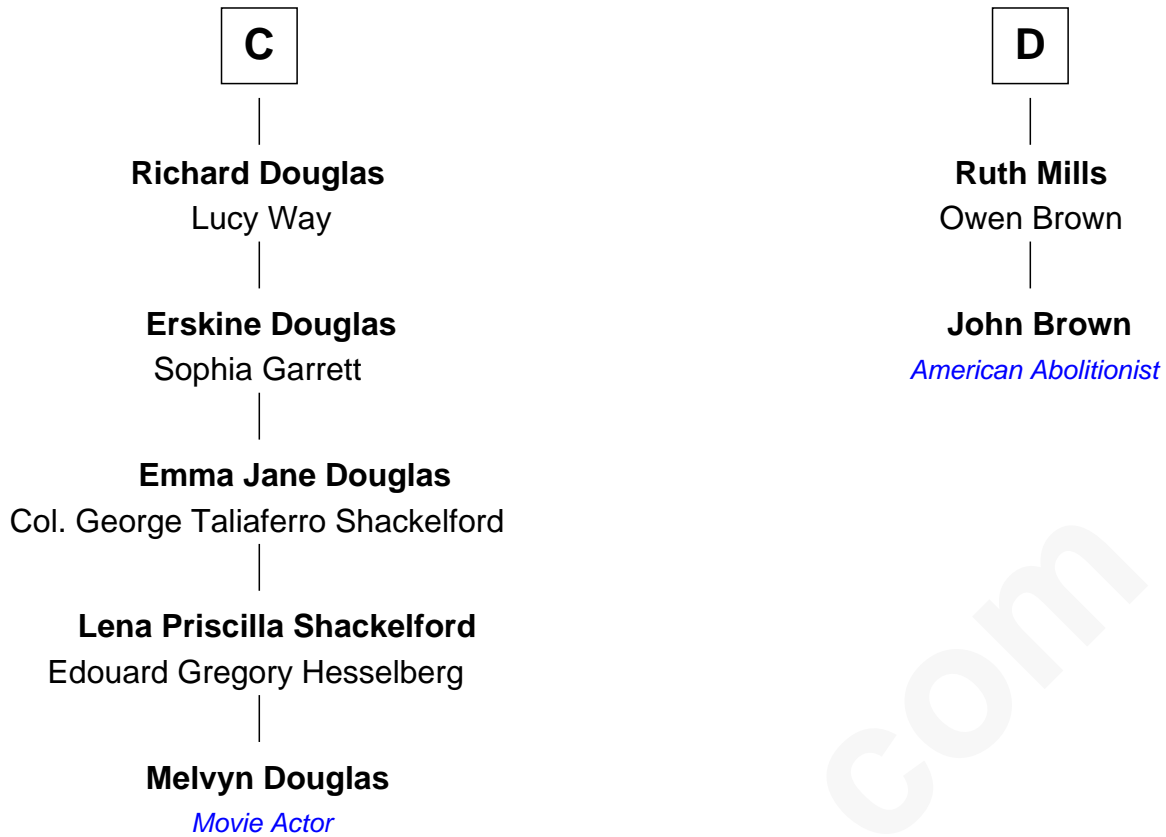 C
Richard Douglas
Lucy Way
Erskine Douglas
Sophia Garrett
Emma Jane Douglas
Col. George Taliaferro Shackelford
Lena Priscilla Shackelford
Edouard Gregory Hesselberg
Melvyn Douglas
Movie Actor
D
Ruth Mills
Owen Brown
John Brown
American Abolitionist
com